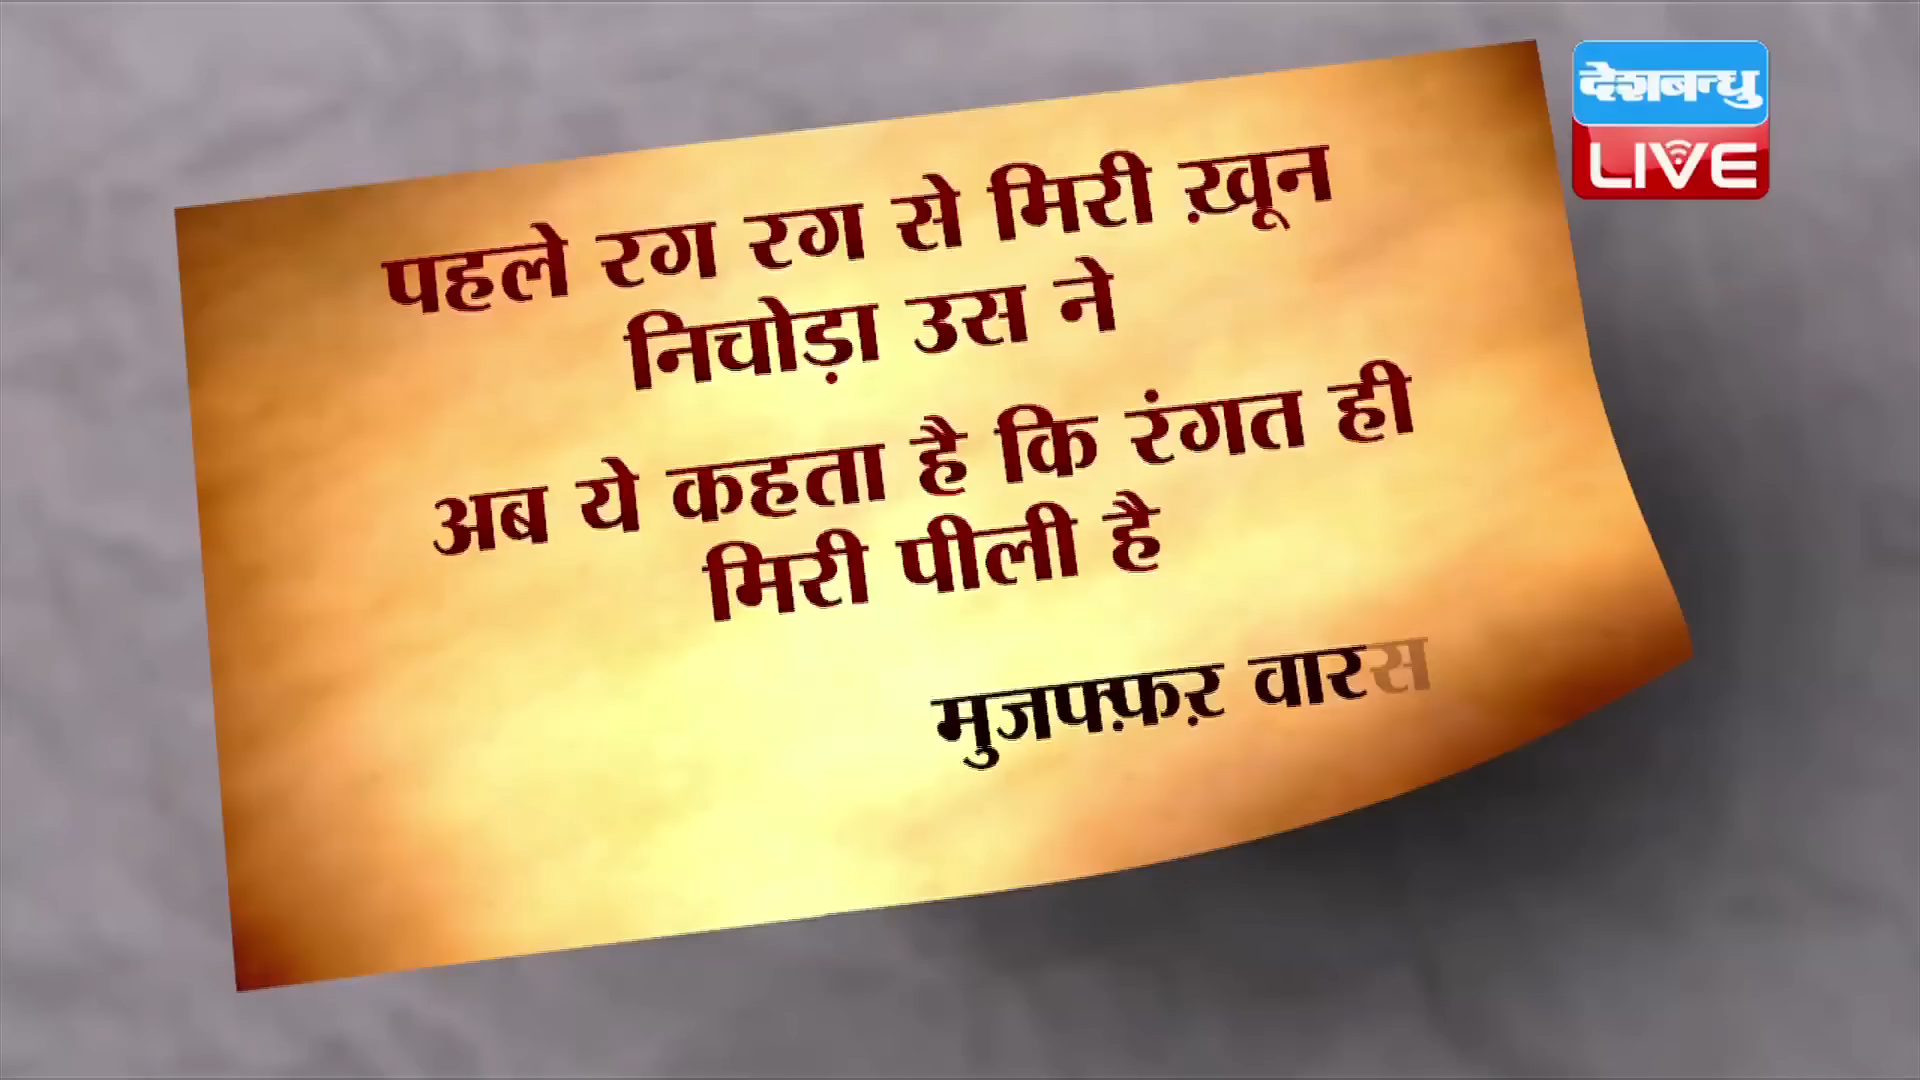 देशबन्धु
LIVE
पहले रग रग से मिरी ख़ून
निचोड़ा उस ने
अब ये कहता है कि रंगत ही
मिरी पीली है
मुजफ्फ़र वारस